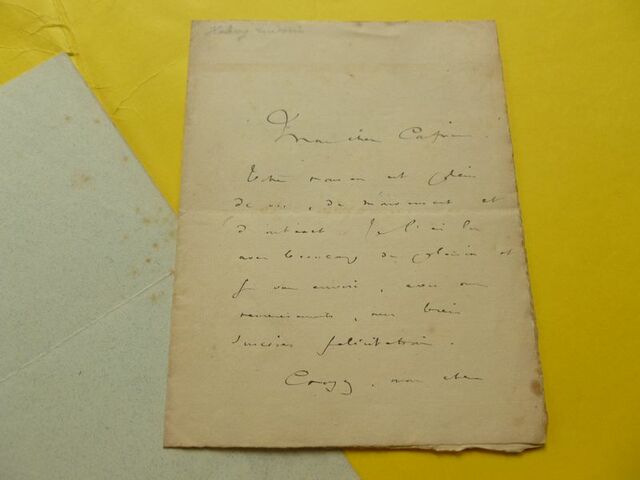 Mon cher Cafin
Votre roman est plein
de vie, de mouvement et
d'intérêt. Je l'ai lu
avec beaucoup de plaisir et
je vous envoie, avec mes
remerciements, mes bien
sincères félicitations.
Croyez, mon cher